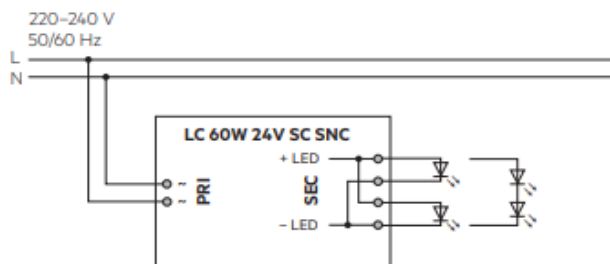 220–240 V
50/60 Hz
L
N
LC 60W 24V SC SNC
+ LED
~
PRI
SEC
~
– LED